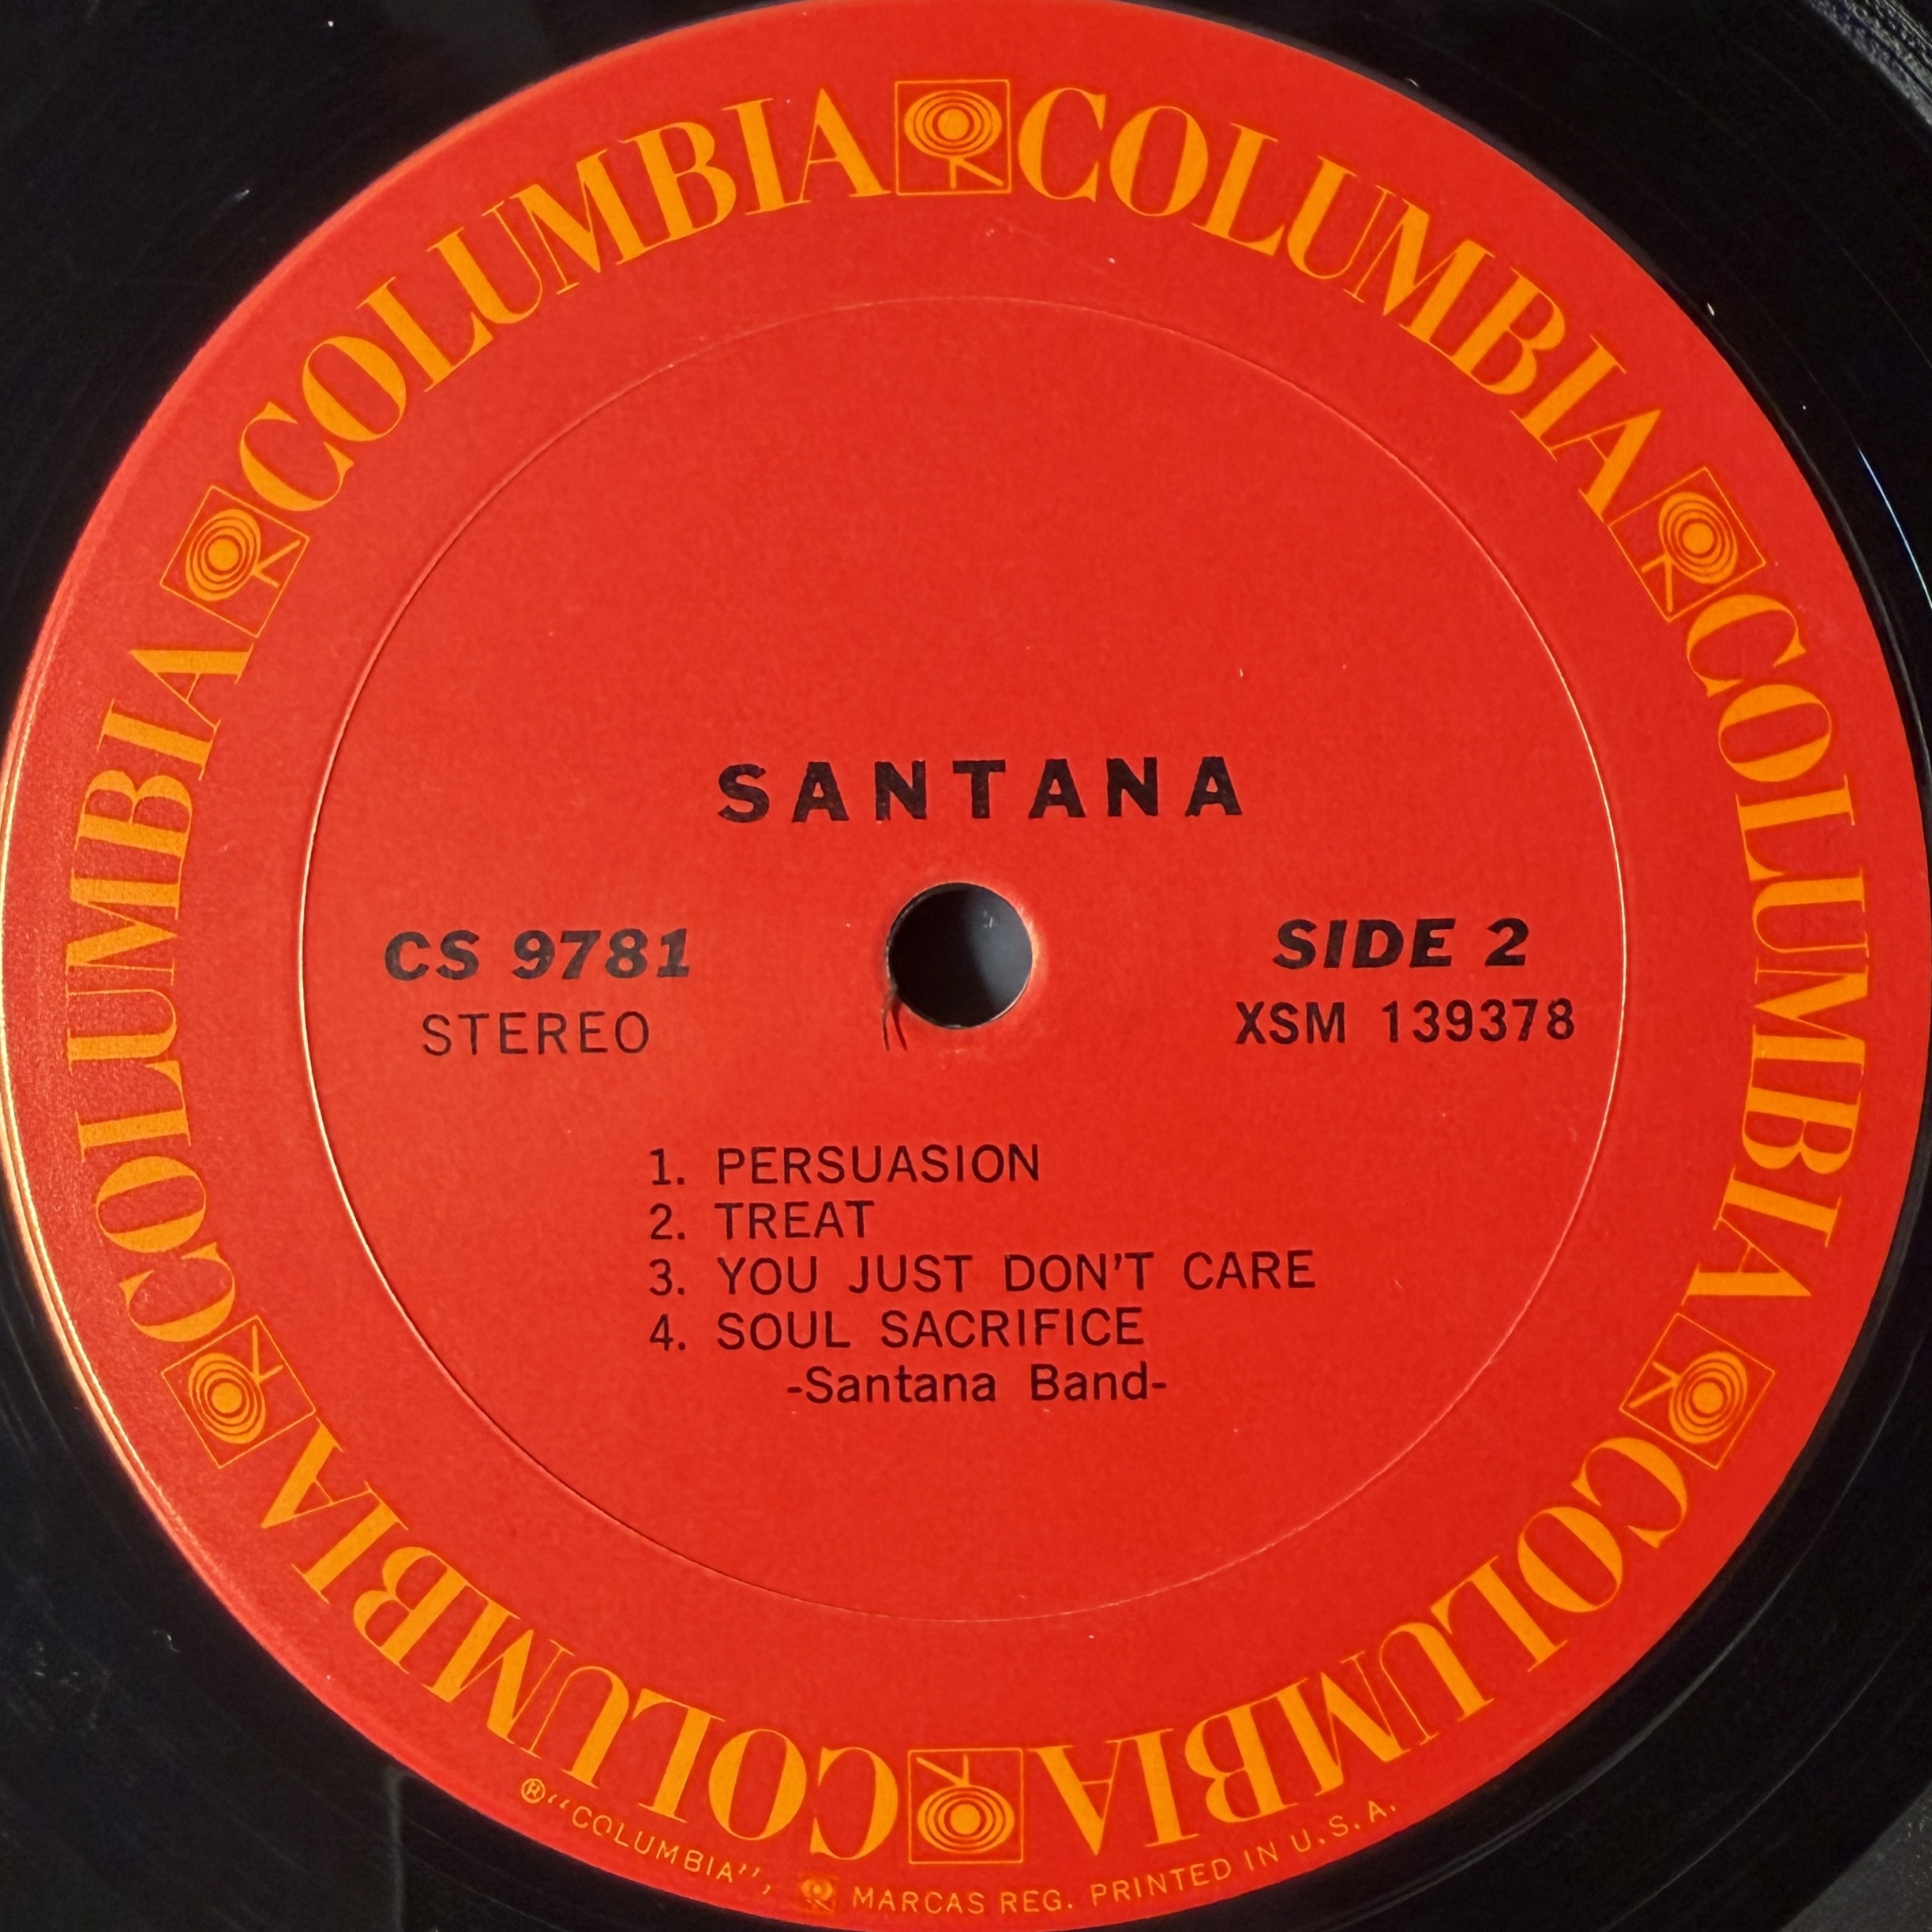 COLUMBIA COLUMBIA COLUMBIA COLUMBIA COLUMBIA COLUMBIA
SANTANA
CS 9781
STEREO
SIDE 2
XSM 139378
1. PERSUASION
2. TREAT
3. YOU JUST DON'T CARE
4. SOUL SACRIFICE
-Santana Band-
®“COLUMBIA”, MARCAS REG. PRINTED IN U.S.A.